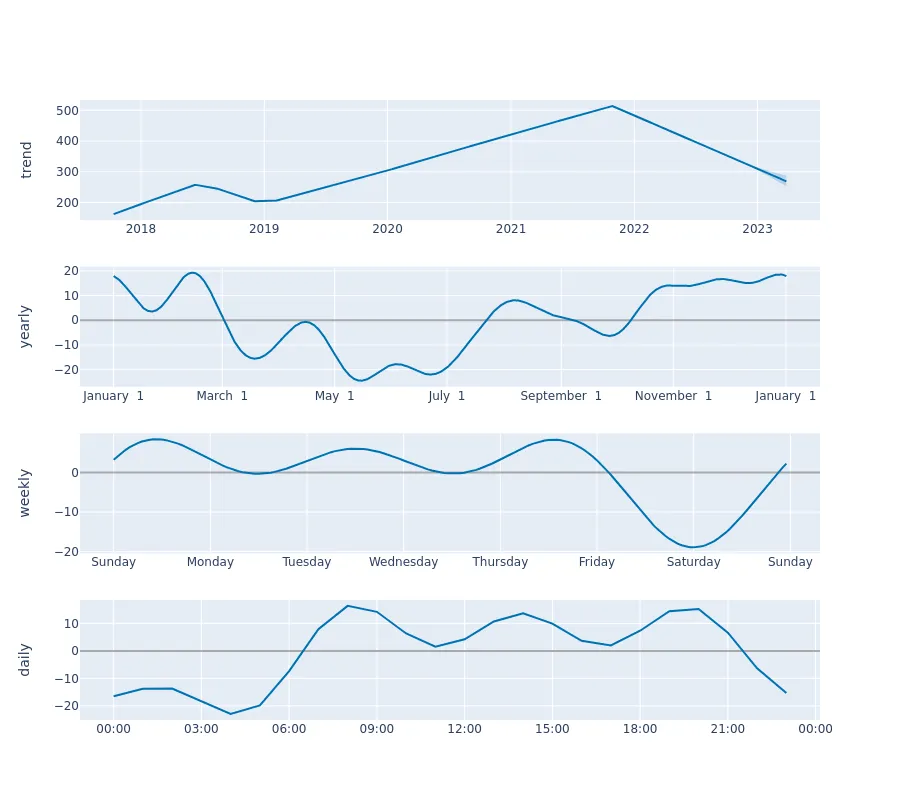 trend
500
400
300
200
2018 2019 2020 2021 2022 2023
yearly
20
10
0
−10
−20
January 1 March 1 May 1 July 1 September 1 November 1 January 1
weekly
0
−10
−20
Sunday Monday Tuesday Wednesday Thursday Friday Saturday Sunday
daily
10
0
−10
−20
00:00 03:00 06:00 09:00 12:00 15:00 18:00 21:00 00:00